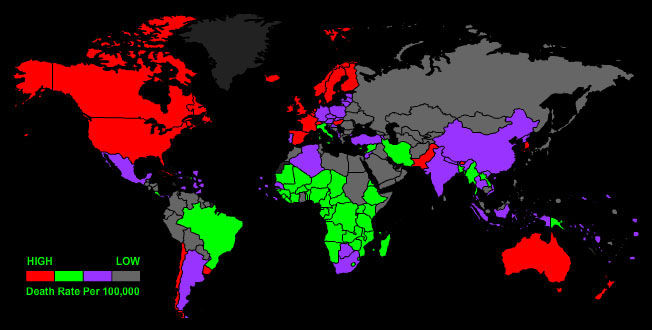 HIGH LOW
Death Rate Per 100,000